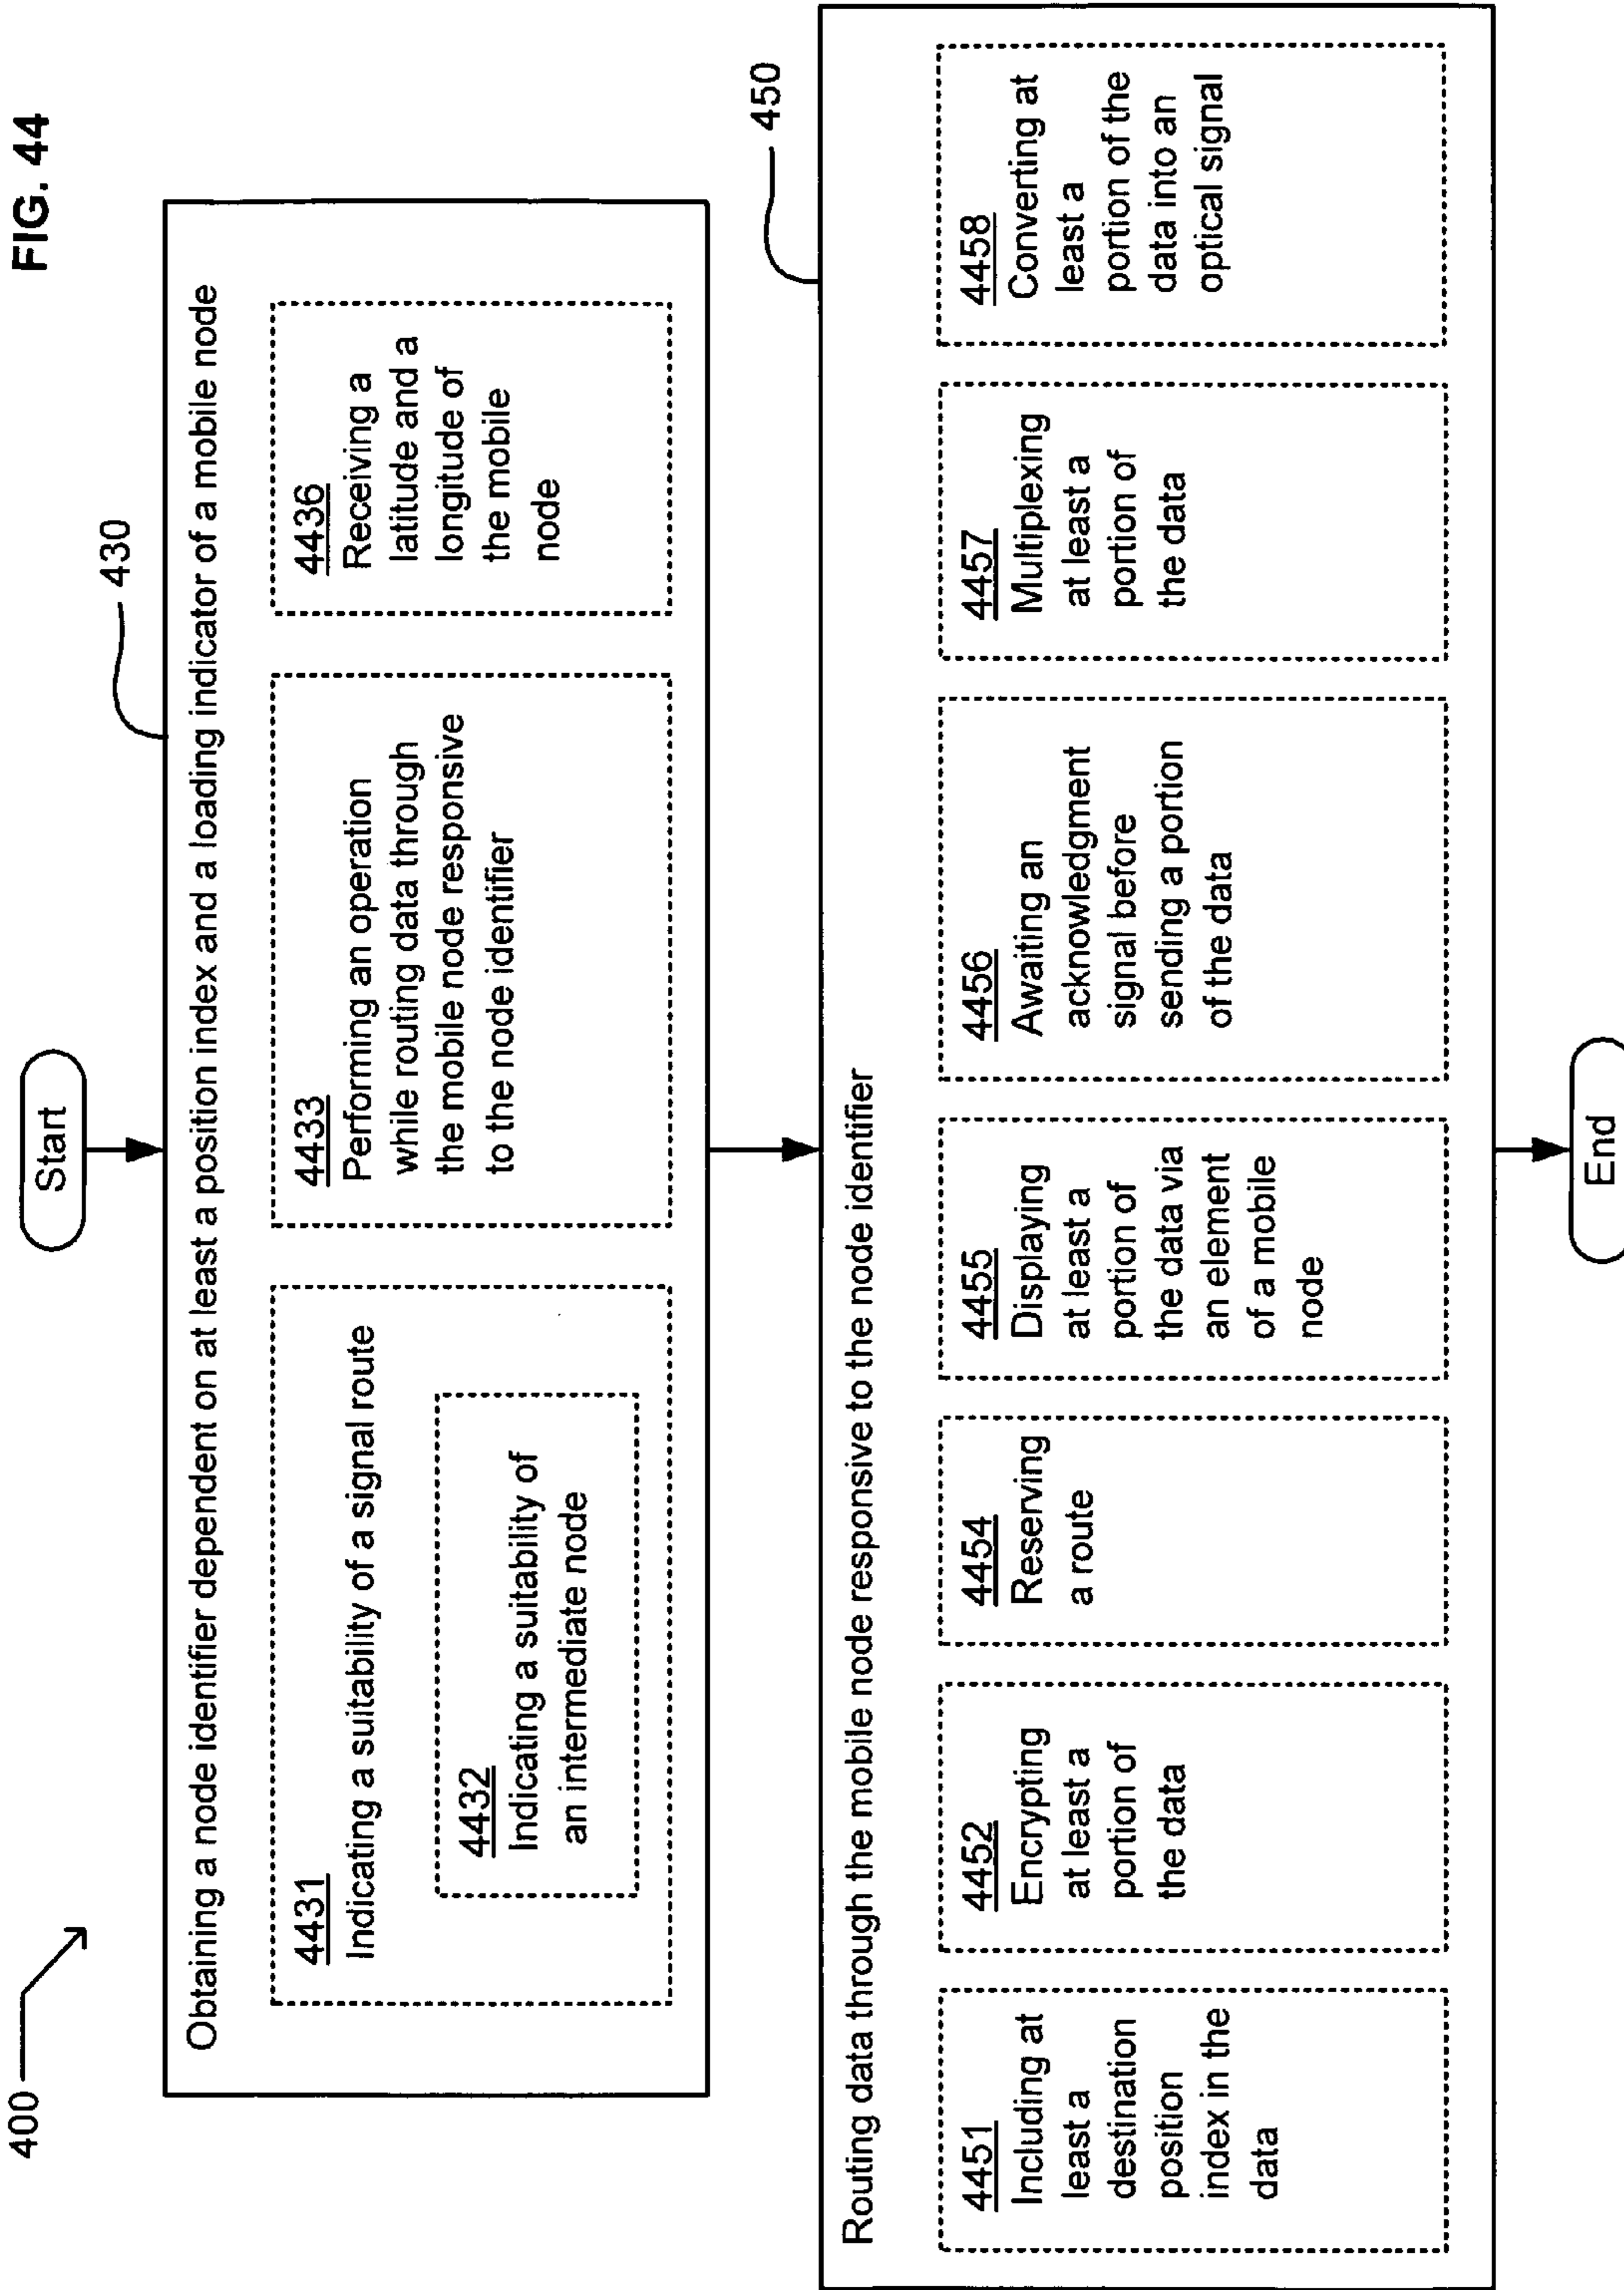 FIG. 44
400
Start
430
Obtaining a node identifier dependent on at least a position index and a loading indicator of a mobile node
4431
Indicating a suitability of a signal route
4432
Indicating a suitability of
an intermediate node
4433
Performing an operation
while routing data through
the mobile node responsive
to the node identifier
4436
Receiving a
latitude and a
longitude of
the mobile
node
450
Routing data through the mobile node responsive to the node identifier
4451
Including at
least a
destination
position
index in the
data
4452
Encrypting
at least a
portion of
the data
4454
Reserving
a route
4455
Displaying
at least a
portion of
the data via
an element
of a mobile
node
4456
Awaiting an
acknowledgment
signal before
sending a portion
of the data
4457
Multiplexing
at least a
portion of
the data
4458
Converting at
least a
portion of the
data into an
optical signal
End